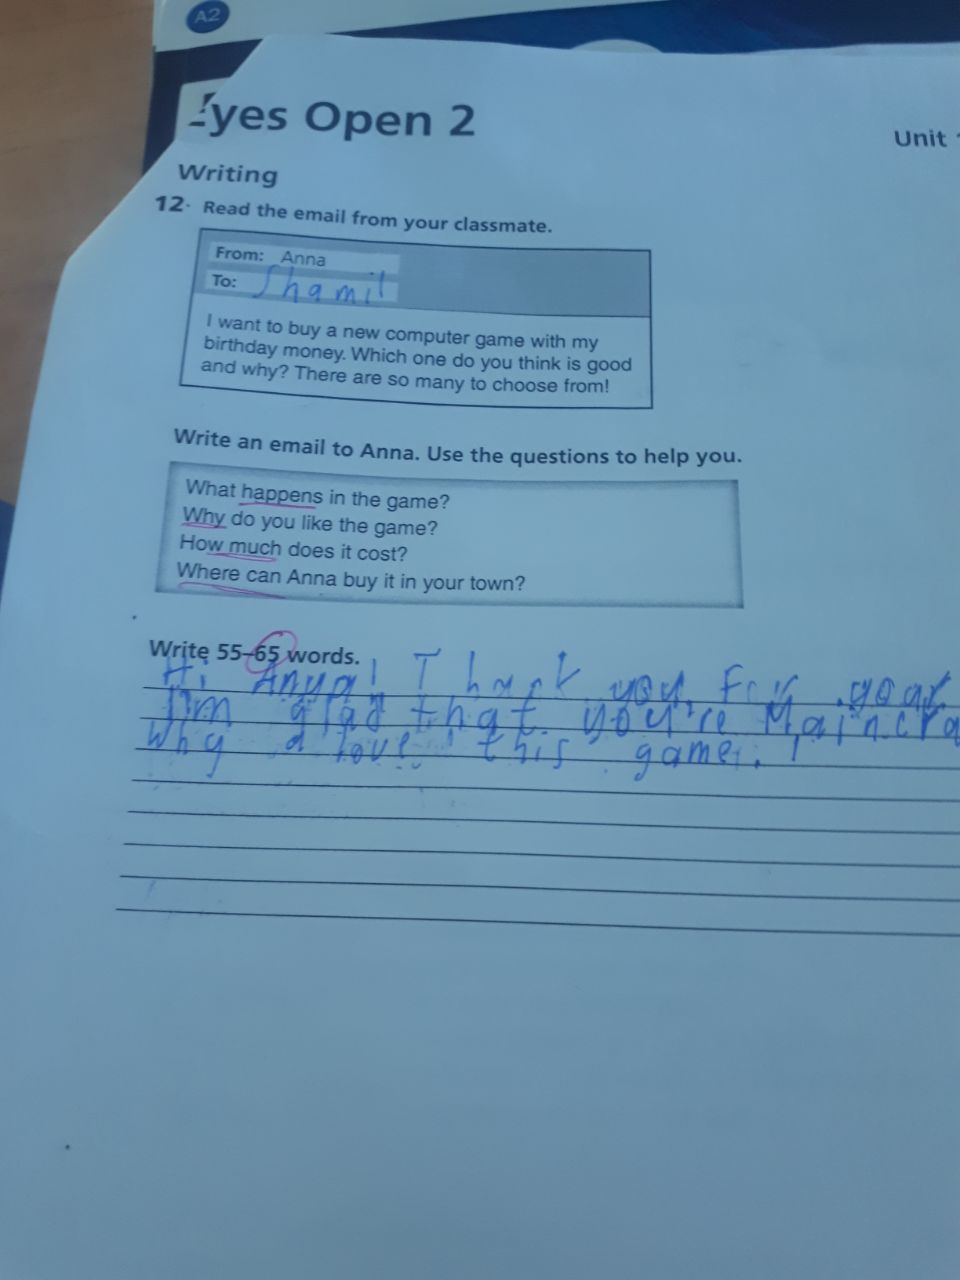 A2
Eyes Open 2
Unit
Writing
12 Read the email from your classmate.
From: Anna
To: Shamil
I want to buy a new computer game with my
birthday money. Which one do you think is good
and why? There are so many to choose from!
Write an email to Anna. Use the questions to help you.
What happens in the game?
Why do you like the game?
How much does it cost?
Where can Anna buy it in your town?
Write 55–65 words.
Hi Anya! Thank you For your
I'm glad that you're Maincra
Why a love this game.